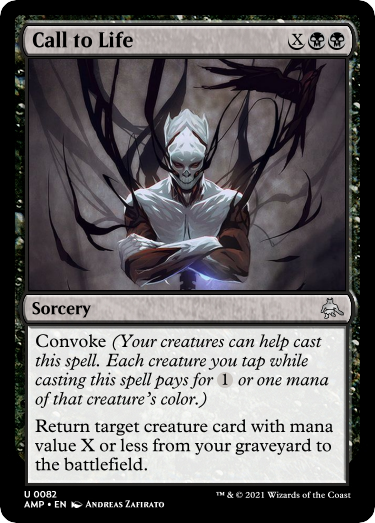 Call to Life X
Sorcery
Convoke (Your creatures can help cast
this spell. Each creature you tap while
casting this spell pays for 1 or one mana
of that creature's color.)
Return target creature card with mana
value X or less from your graveyard to
the battlefield.
U 0082
AMP • EN Andreas Zafirato
™ & © 2021 Wizards of the Coast